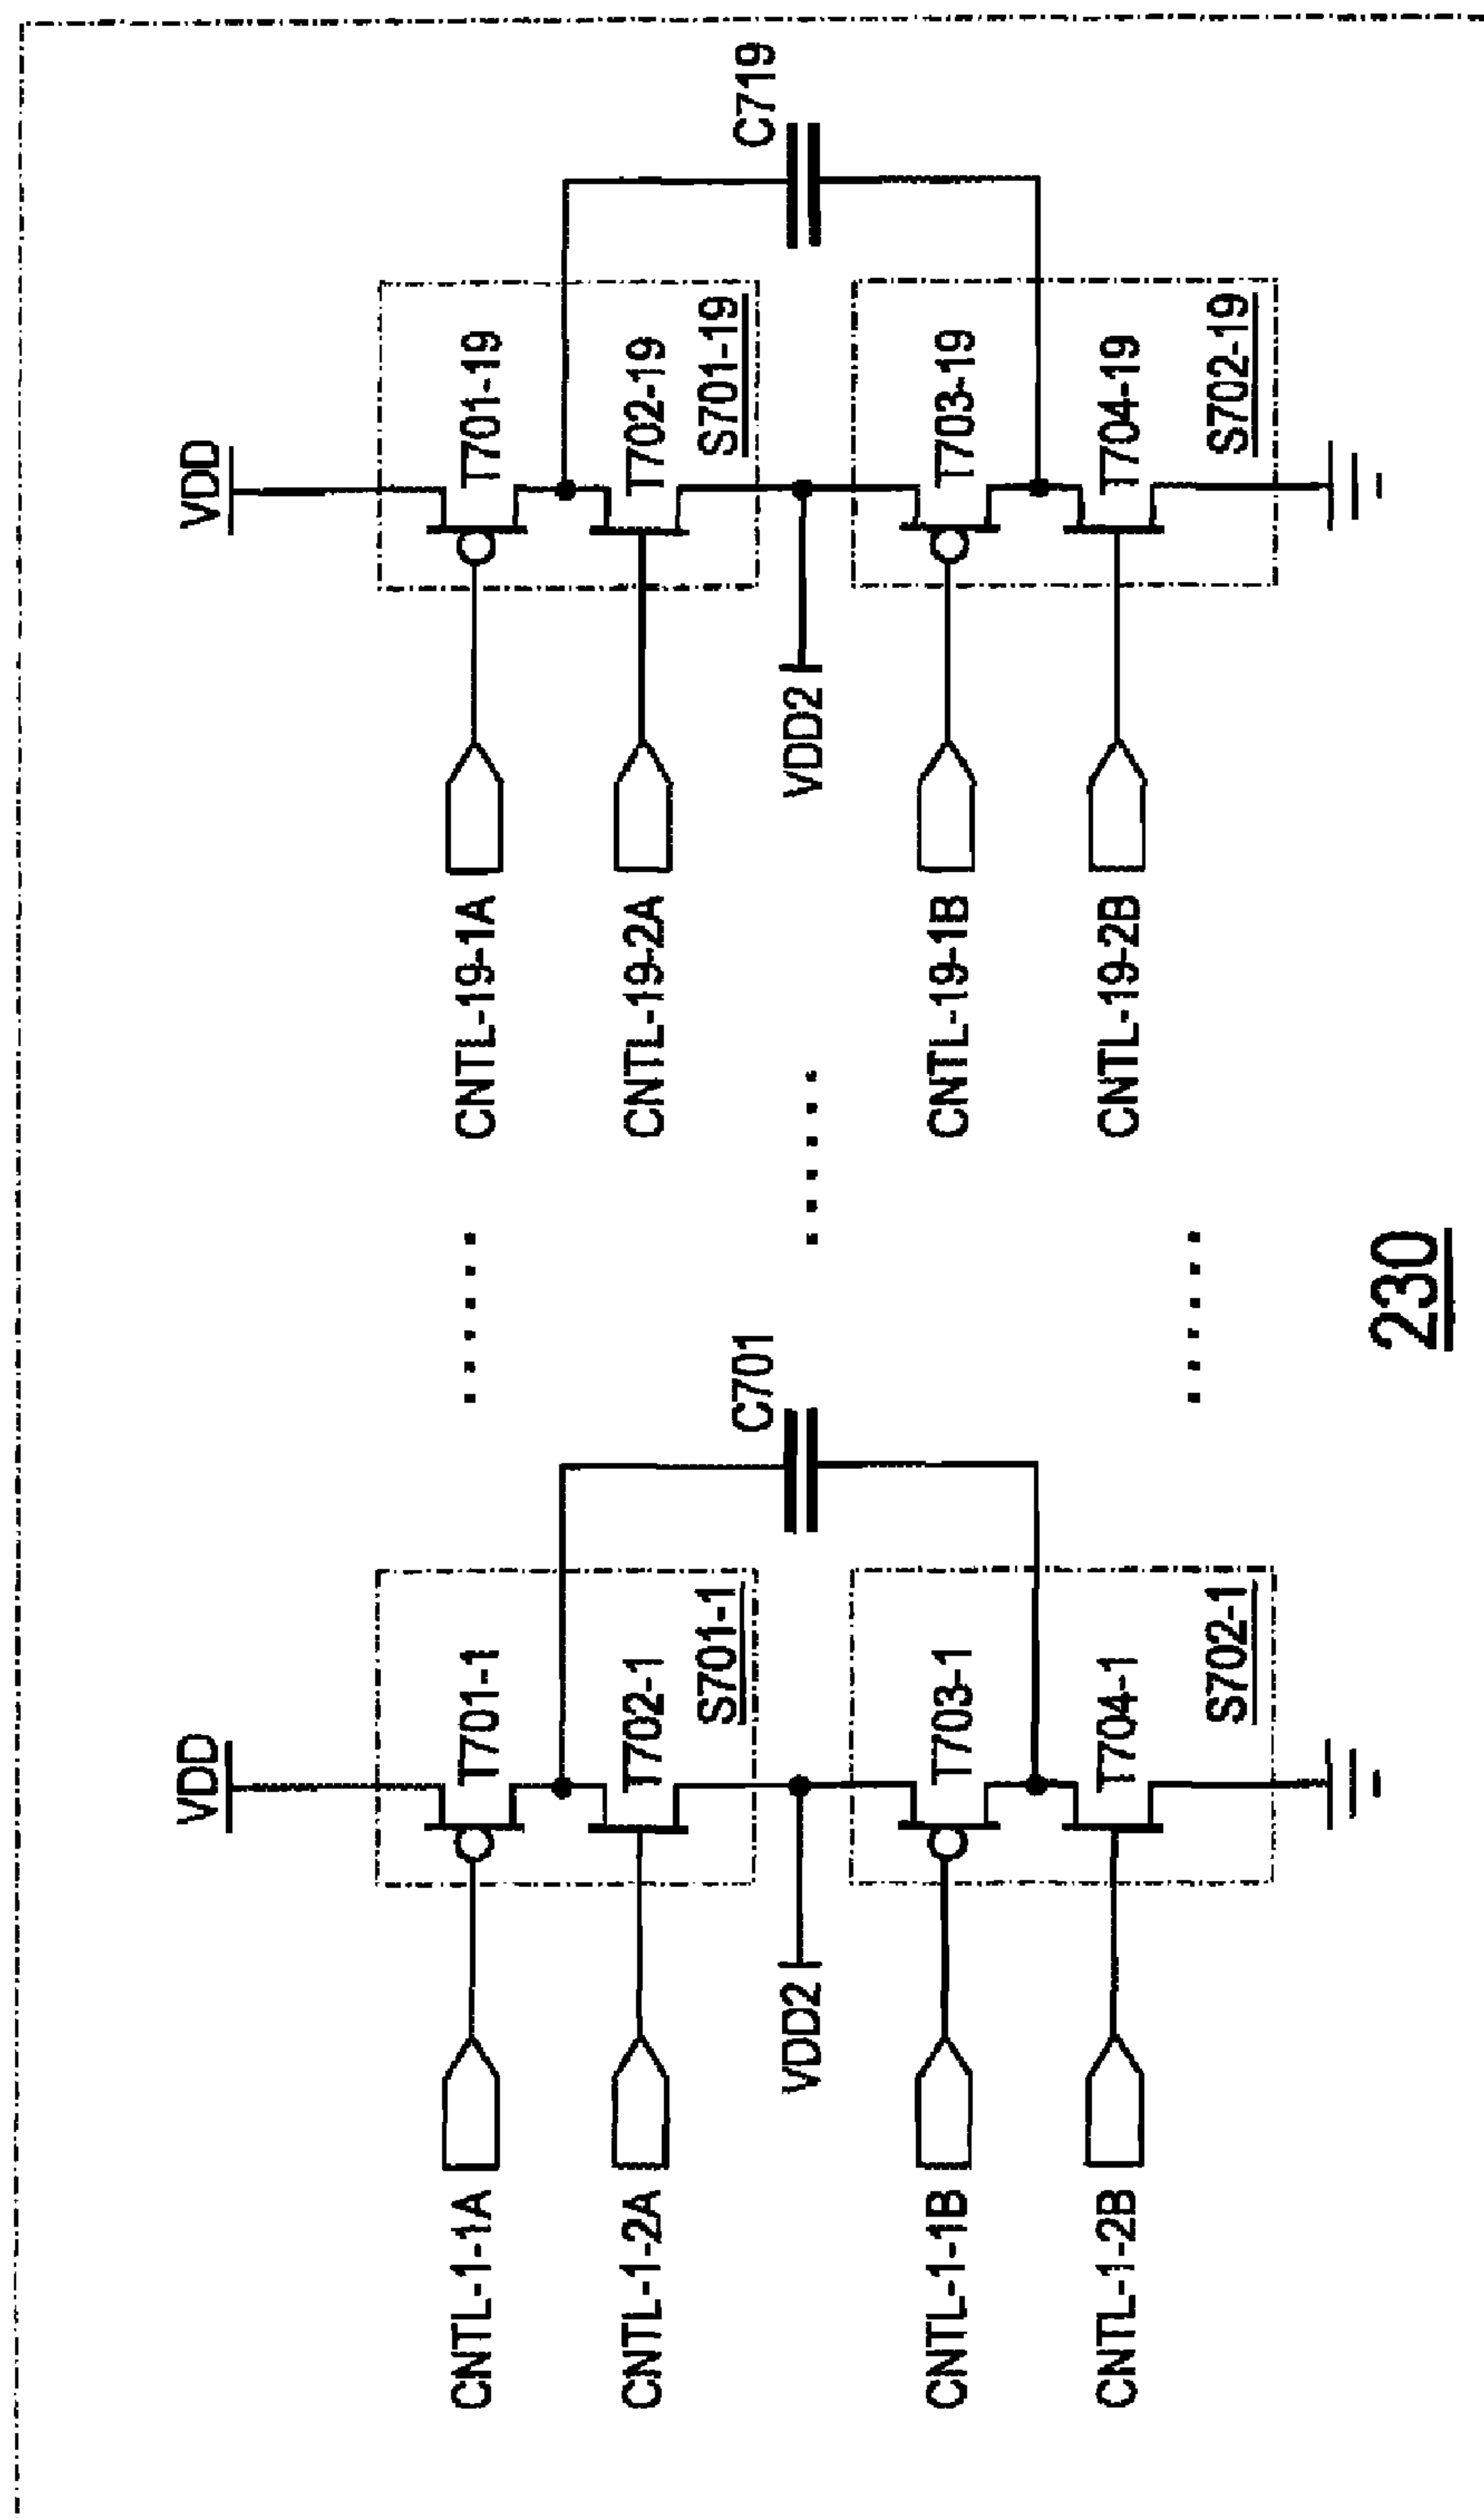 VDD
CNTL-1-1A
T701-1
CNTL-1-2A
T702-1
S701-1
C701
VDD2
CNTL-1-1B
T703-1
CNTL-1-2B
T704-1
S702-1
VDD
CNTL-19-1A
T701-19
CNTL-19-2A
T702-19
S701-19
C719
VDD2
CNTL-19-1B
T703-19
CNTL-19-2B
T704-19
S702-19
230